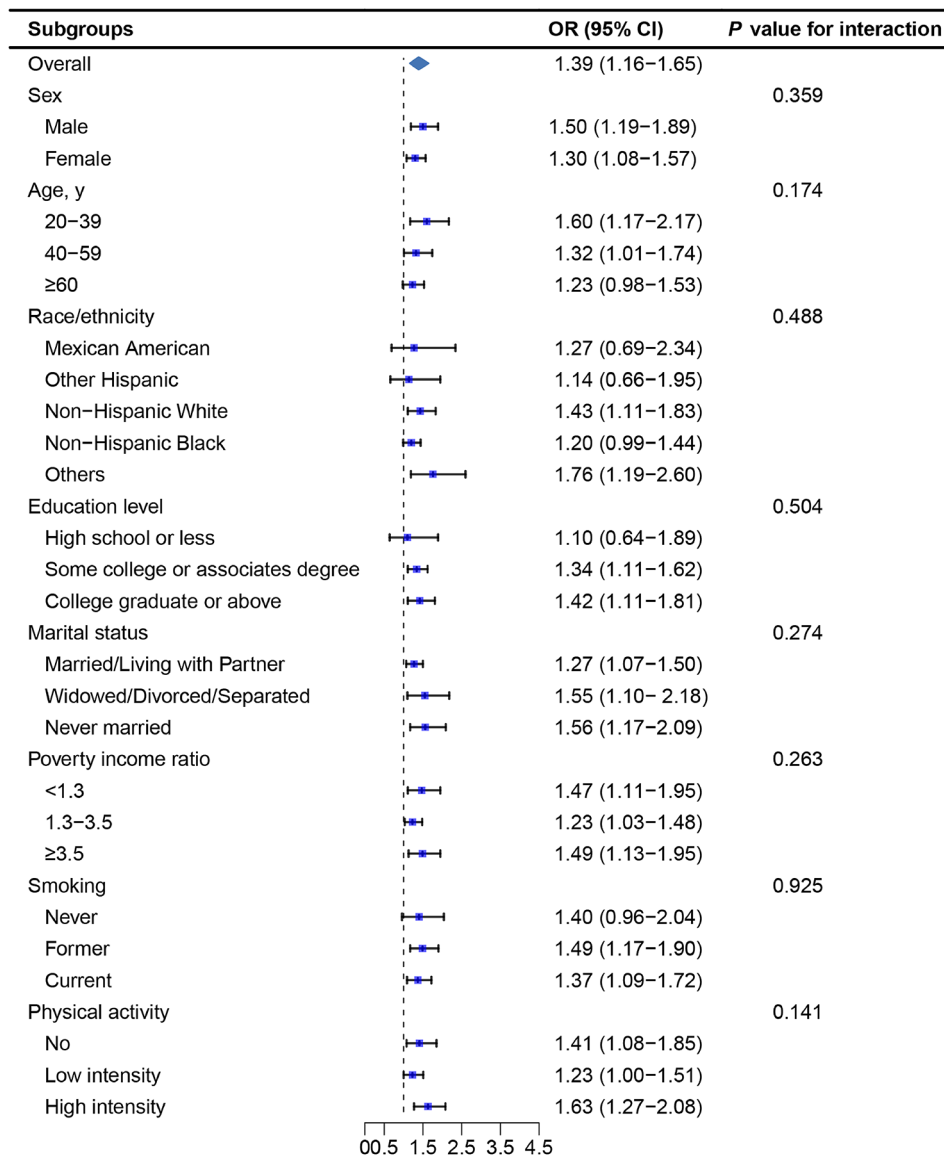 Subgroups OR (95% CI) P value for interaction
Overall 1.39 (1.16−1.65)
Sex 0.359
Male 1.50 (1.19−1.89)
Female 1.30 (1.08−1.57)
Age, y 0.174
20−39 1.60 (1.17−2.17)
40−59 1.32 (1.01−1.74)
≥60 1.23 (0.98−1.53)
Race/ethnicity 0.488
Mexican American 1.27 (0.69−2.34)
Other Hispanic 1.14 (0.66−1.95)
Non−Hispanic White 1.43 (1.11−1.83)
Non−Hispanic Black 1.20 (0.99−1.44)
Others 1.76 (1.19−2.60)
Education level 0.504
High school or less 1.10 (0.64−1.89)
Some college or associates degree 1.34 (1.11−1.62)
College graduate or above 1.42 (1.11−1.81)
Marital status 0.274
Married/Living with Partner 1.27 (1.07−1.50)
Widowed/Divorced/Separated 1.55 (1.10− 2.18)
Never married 1.56 (1.17−2.09)
Poverty income ratio 0.263
<1.3 1.47 (1.11−1.95)
1.3−3.5 1.23 (1.03−1.48)
≥3.5 1.49 (1.13−1.95)
Smoking 0.925
Never 1.40 (0.96−2.04)
Former 1.49 (1.17−1.90)
Current 1.37 (1.09−1.72)
Physical activity 0.141
No 1.41 (1.08−1.85)
Low intensity 1.23 (1.00−1.51)
High intensity 1.63 (1.27−2.08)
00.5 1.5 2.5 3.5 4.5